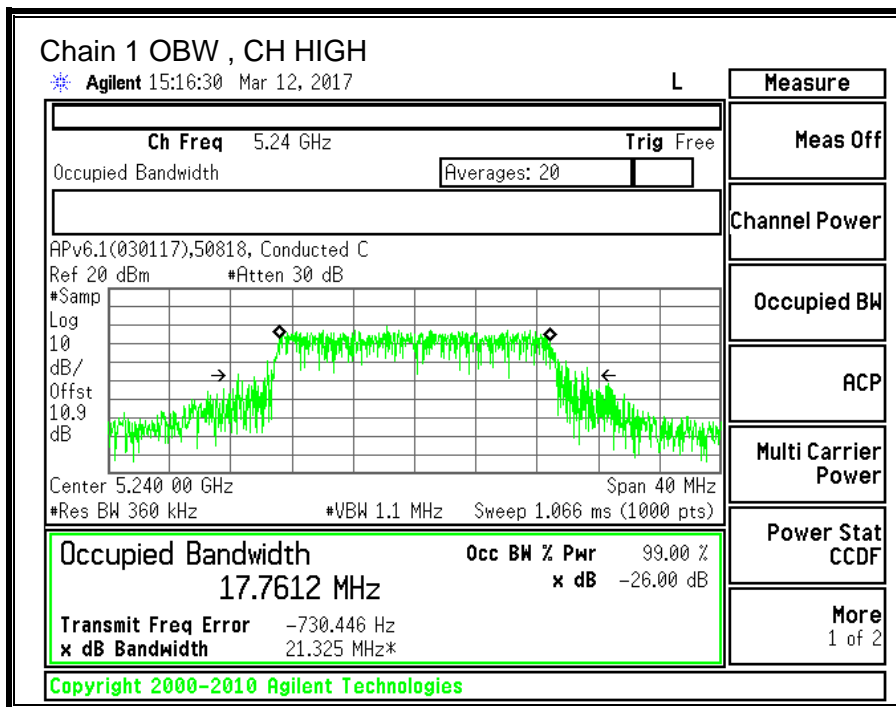 Chain 1 OBW , CH HIGH
Agilent 15:16:30 Mar 12, 2017 L
Measure
Ch Freq 5.24 GHz Trig Free
Occupied Bandwidth Averages: 20
APv6.1(030117),50818, Conducted C
Ref 20 dBm #Atten 30 dB
#Samp
Log
10
dB/
Offst
10.9
dB
Center 5.240 00 GHz Span 40 MHz
#Res BW 360 kHz #VBW 1.1 MHz Sweep 1.066 ms (1000 pts)
Occupied Bandwidth
17.7612 MHz
Occ BW % Pwr 99.00 %
x dB -26.00 dB
Transmit Freq Error -730.446 Hz
x dB Bandwidth 21.325 MHz*
Meas Off
Channel Power
Occupied BW
ACP
Multi Carrier
Power
Power Stat
CCDF
More
1 of 2
Copyright 2000-2010 Agilent Technologies